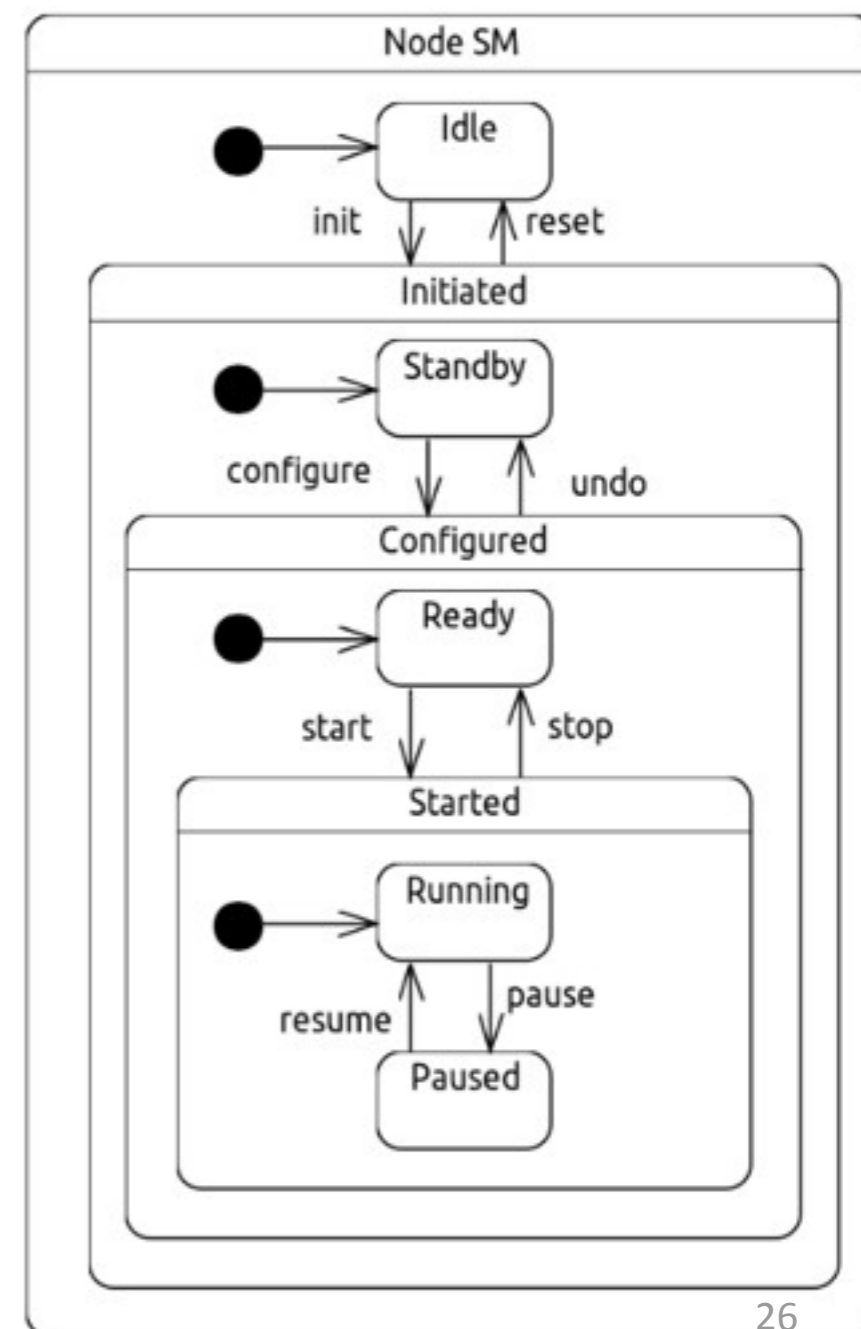 Node SM
Idle
init
reset
Initiated
Standby
configure
undo
Configured
Ready
start
stop
Started
Running
resume
pause
Paused
26